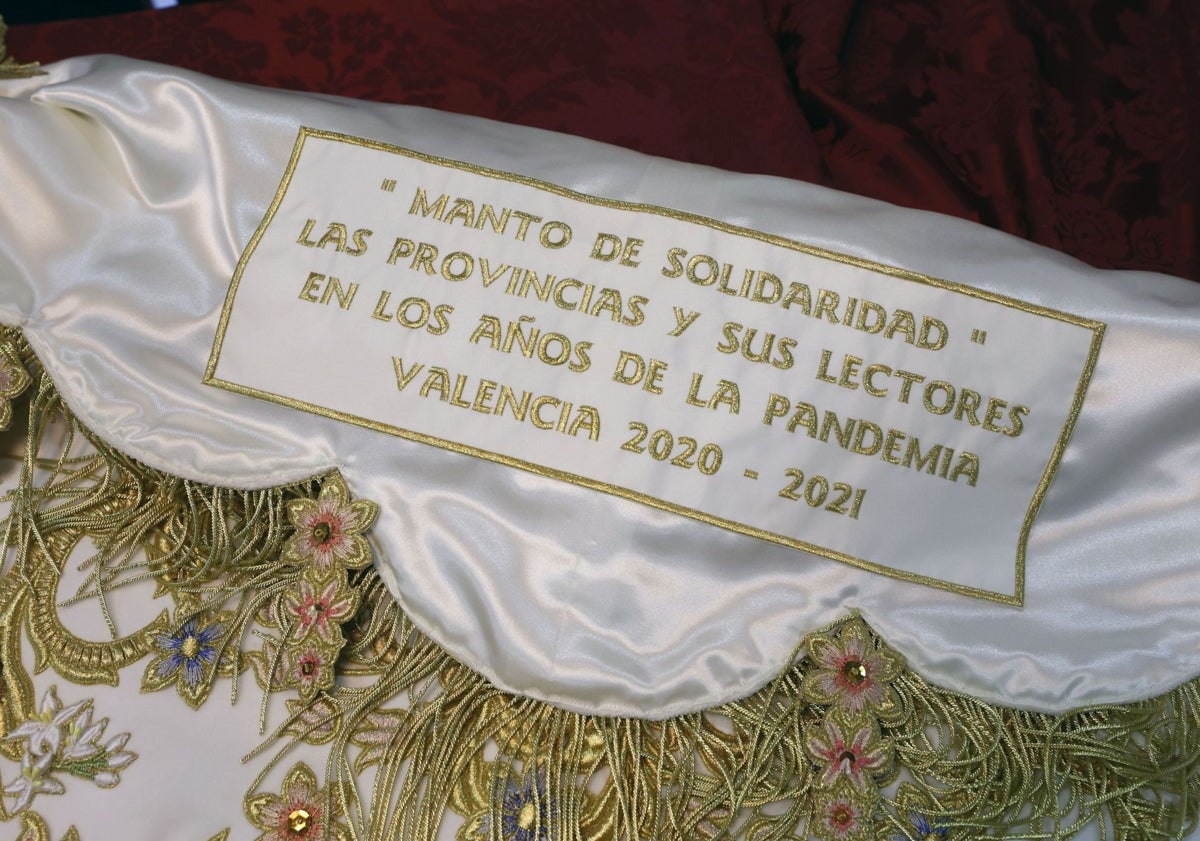 " MANTO DE SOLIDARIDAD "
LAS PROVINCIAS Y SUS LECTORES
EN LOS AÑOS DE LA PANDEMIA
VALENCIA 2020 - 2021